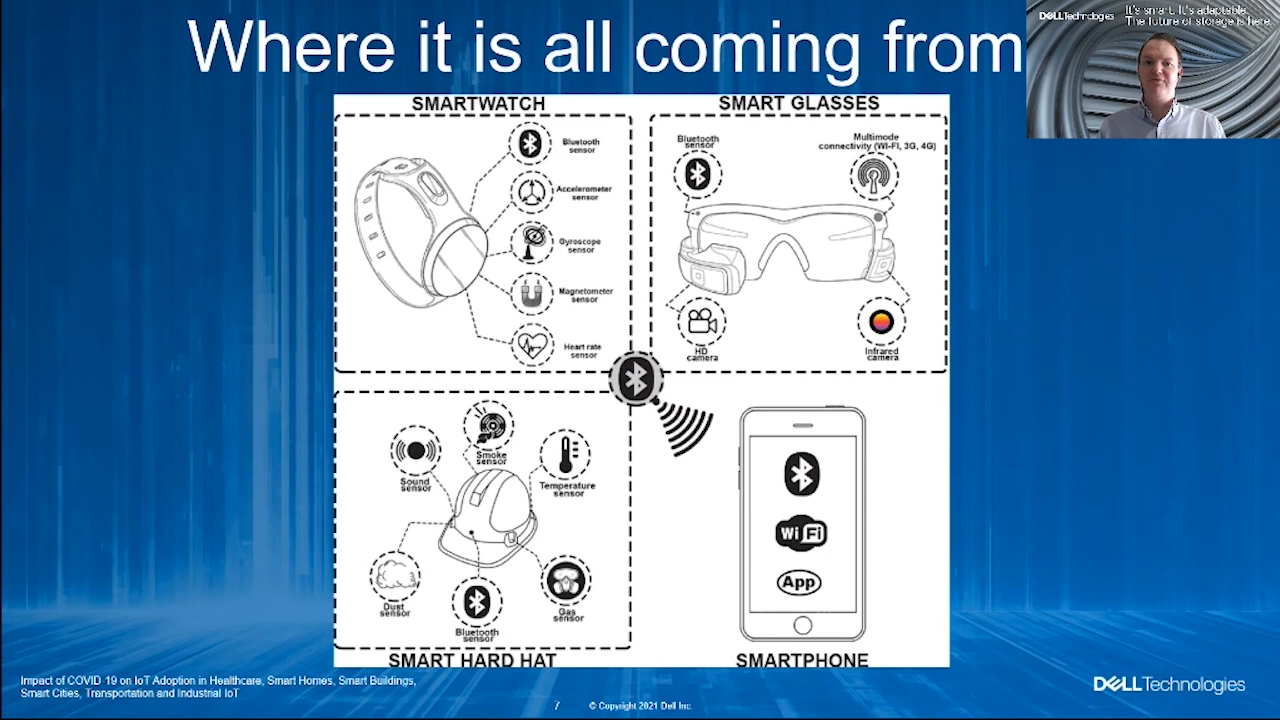 Where it is all coming from
DELLTechnologies
It's smart. It's adaptable.
The future of storage is here.
SMARTWATCH
Bluetooth
sensor
Accelerometer
sensor
Gyroscope
sensor
Magnetometer
sensor
Heart rate
sensor
SMART GLASSES
Bluetooth
sensor
Multimode
connectivity (WI-FI, 3G, 4G)
HD
camera
Infrared
camera
Smoke
sensor
Sound
sensor
Temperature
sensor
Dust
sensor
Bluetooth
sensor
Gas
sensor
SMART HARD HAT
Wi Fi
App
SMARTPHONE
Impact of COVID 19 on IoT Adoption in Healthcare, Smart Homes, Smart Buildings,
Smart Cities, Transportation and Industrial IoT
7
© Copyright 2021 Dell Inc.
DELLTechnologies